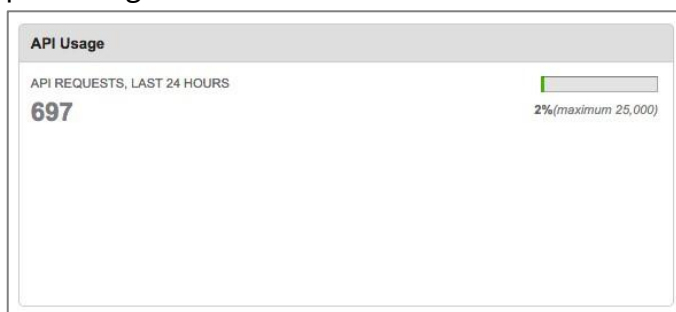 API Usage
API REQUESTS, LAST 24 HOURS
697
2%(maximum 25,000)